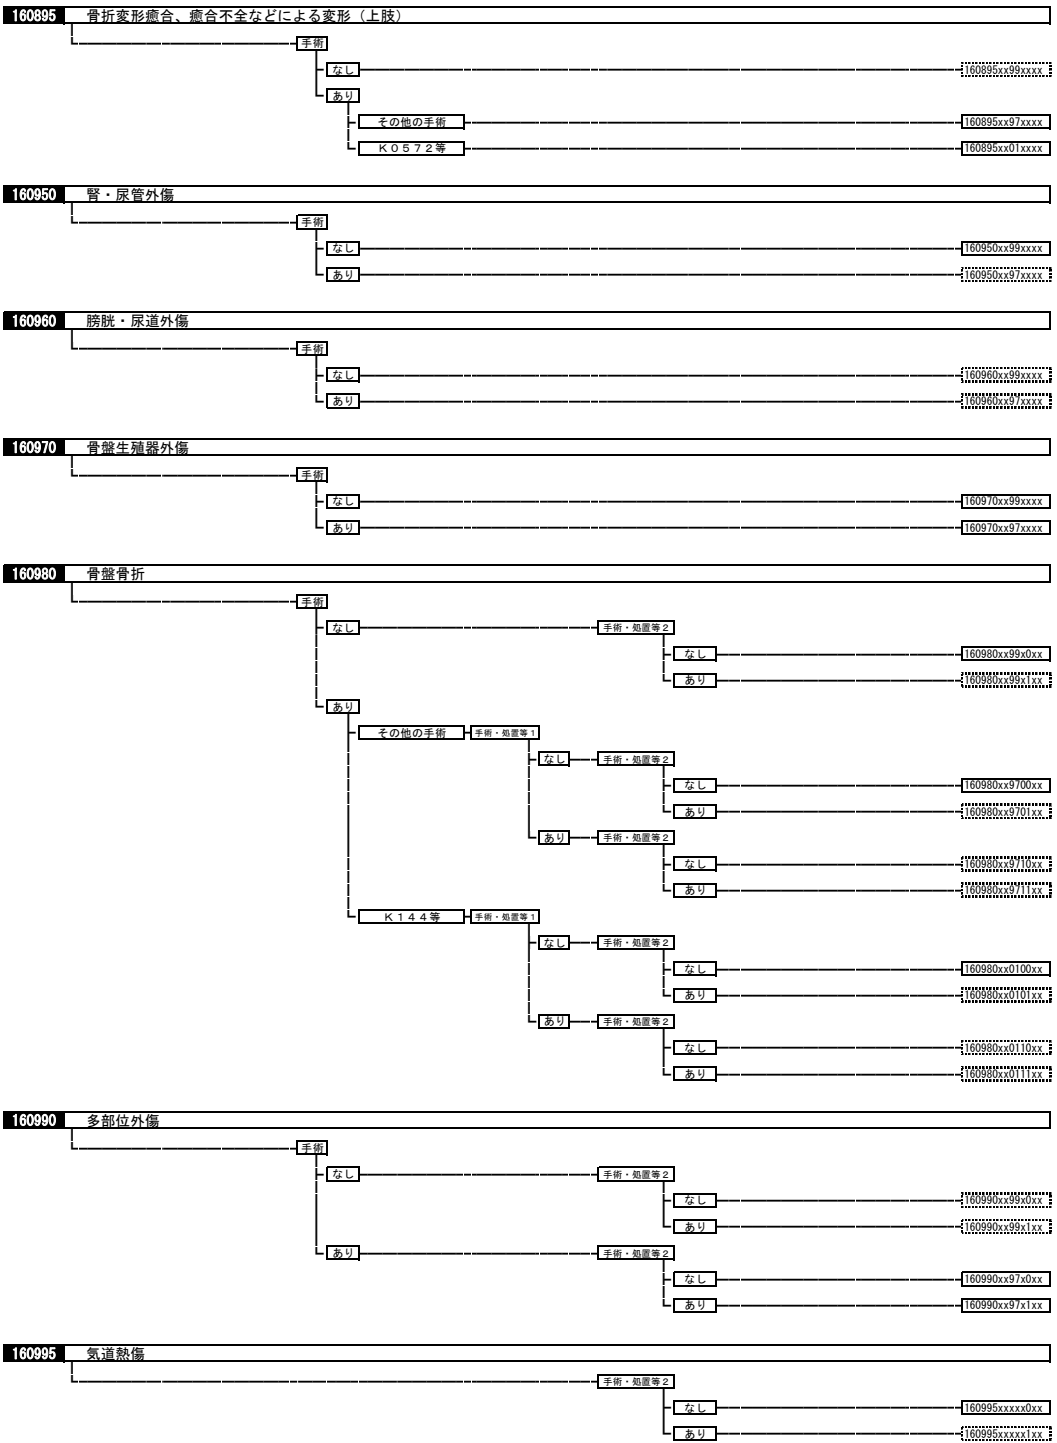 160895 骨折変形癒合、癒合不全などによる変形（上肢）
手術
なし 160895xx99xxxx
あり
その他の手術 160895xx97xxxx
Ｋ０５７２等 160895xx01xxxx
160950 腎・尿管外傷
手術
なし 160950xx99xxxx
あり 160950xx97xxxx
160960 膀胱・尿道外傷
手術
なし 160960xx99xxxx
あり 160960xx97xxxx
160970 骨盤生殖器外傷
手術
なし 160970xx99xxxx
あり 160970xx97xxxx
160980 骨盤骨折
手術
なし 手術・処置等２
なし 160980xx99x0xx
あり 160980xx99x1xx
あり
その他の手術 手術・処置等１
なし 手術・処置等２
なし 160980xx9700xx
あり 160980xx9701xx
あり 手術・処置等２
なし 160980xx9710xx
あり 160980xx9711xx
Ｋ１４４等 手術・処置等１
なし 手術・処置等２
なし 160980xx0100xx
あり 160980xx0101xx
あり 手術・処置等２
なし 160980xx0110xx
あり 160980xx0111xx
160990 多部位外傷
手術
なし 手術・処置等２
なし 160990xx99x0xx
あり 160990xx99x1xx
あり 手術・処置等２
なし 160990xx97x0xx
あり 160990xx97x1xx
160995 気道熱傷
手術・処置等２
なし 160995xxxxx0xx
あり 160995xxxxx1xx